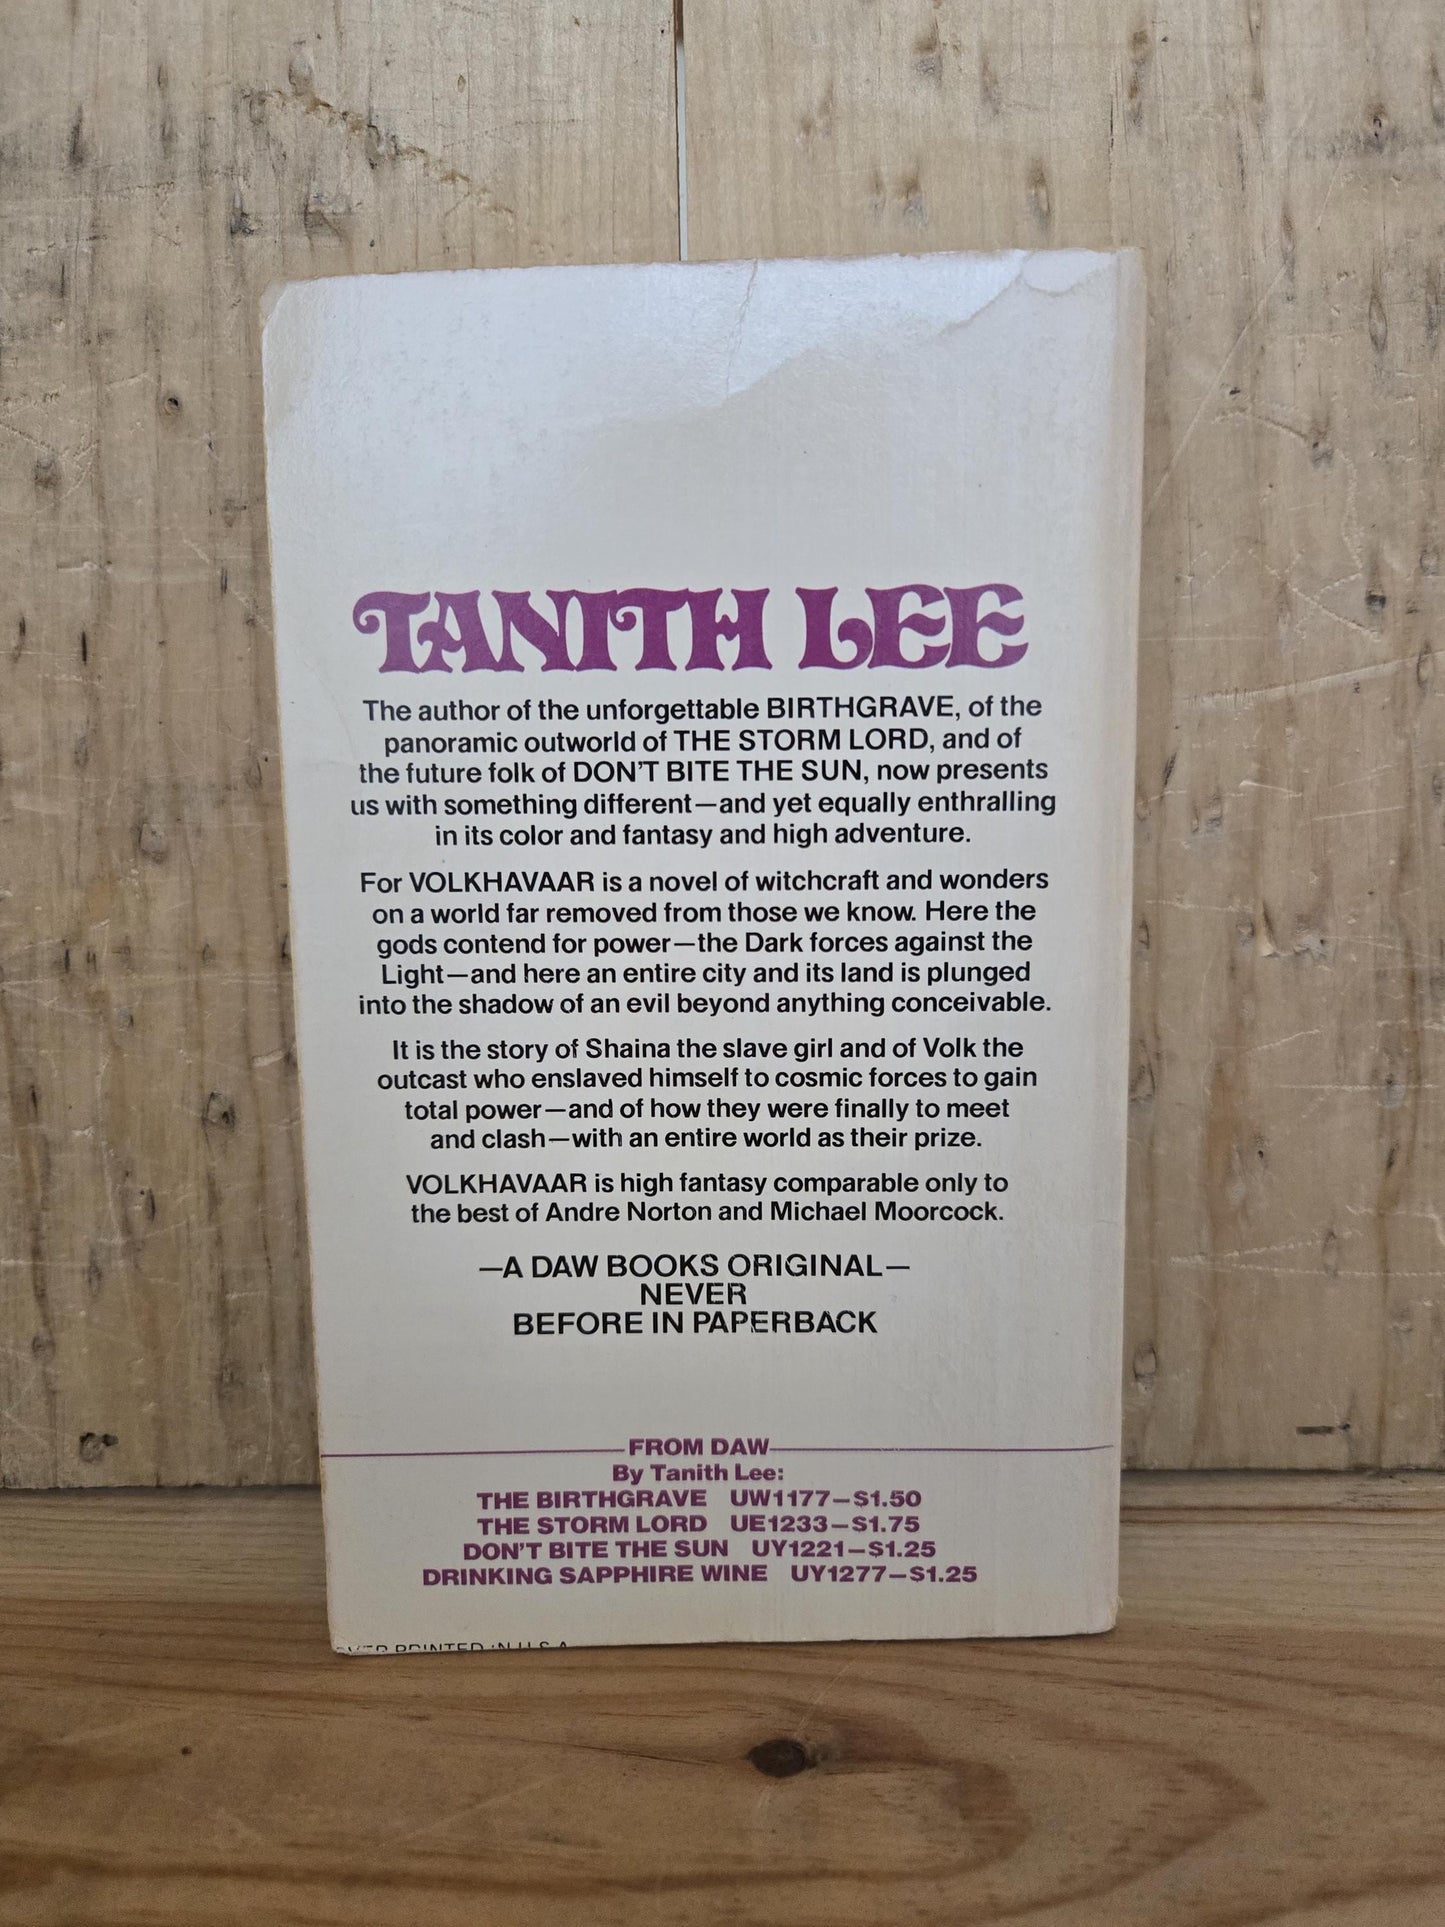 TANITH LEE
The author of the unforgettable BIRTHGRAVE, of the
panoramic outworld of THE STORM LORD, and of
the future folk of DON'T BITE THE SUN, now presents
us with something different—and yet equally enthralling
in its color and fantasy and high adventure.
For VOLKHAVAAR is a novel of witchcraft and wonders
on a world far removed from those we know. Here the
gods contend for power—the Dark forces against the
Light—and here an entire city and its land is plunged
into the shadow of an evil beyond anything conceivable.
It is the story of Shaina the slave girl and of Volk the
outcast who enslaved himself to cosmic forces to gain
total power—and of how they were finally to meet
and clash—with an entire world as their prize.
VOLKHAVAAR is high fantasy comparable only to
the best of Andre Norton and Michael Moorcock.
—A DAW BOOKS ORIGINAL—
NEVER
BEFORE IN PAPERBACK
FROM DAW
By Tanith Lee:
THE BIRTHGRAVE UW1177—$1.50
THE STORM LORD UE1233—$1.75
DON'T BITE THE SUN UY1221—$1.25
DRINKING SAPPHIRE WINE UY1277—$1.25
PRINTED IN U.S.A.